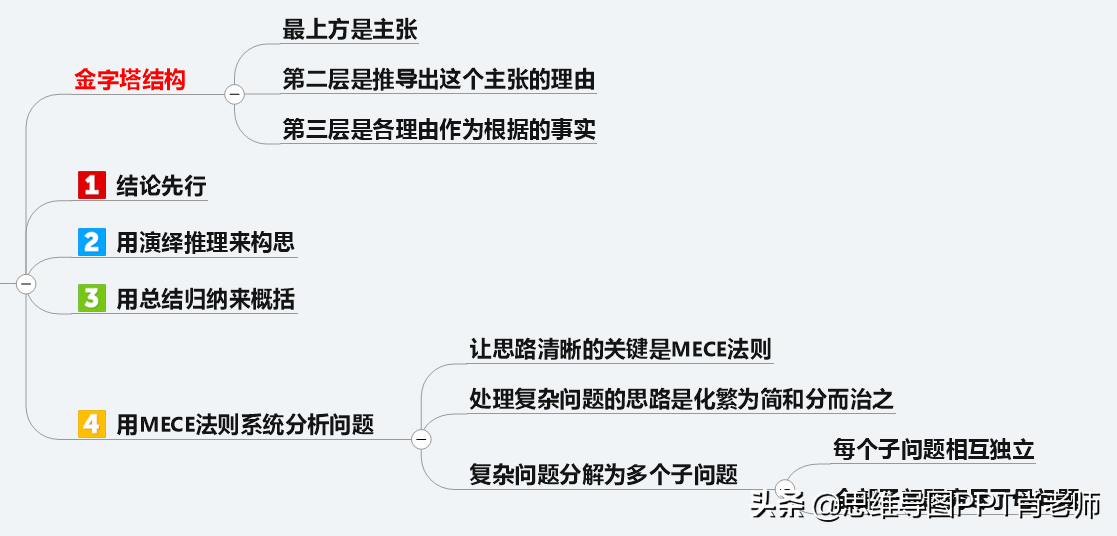 最上方是主张
金字塔结构
第二层是推导出这个主张的理由
第三层是各理由作为根据的事实
1 结论先行
2 用演绎推理来构思
3 用总结归纳来概括
让思路清晰的关键是MECE法则
处理复杂问题的思路是化繁为简和分而治之
4 用MECE法则系统分析问题
每个子问题相互独立
复杂问题分解为多个子问题
头条 @思维导图PPT肖老师